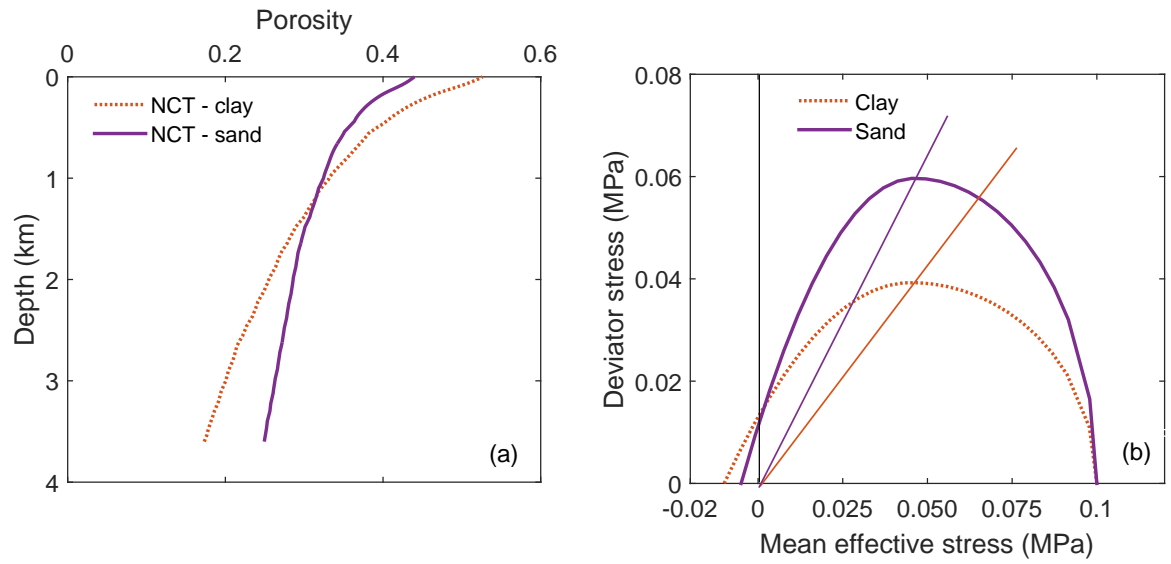 Porosity
0 0.2 0.4 0.6
0
1
2
3
4
Depth (km)
NCT - clay
NCT - sand
(a)
0.08
0.06
0.04
0.02
0
Deviator stress (MPa)
Clay
Sand
(b)
-0.02 0 0.025 0.05 0.075 0.1
Mean effective stress (MPa)